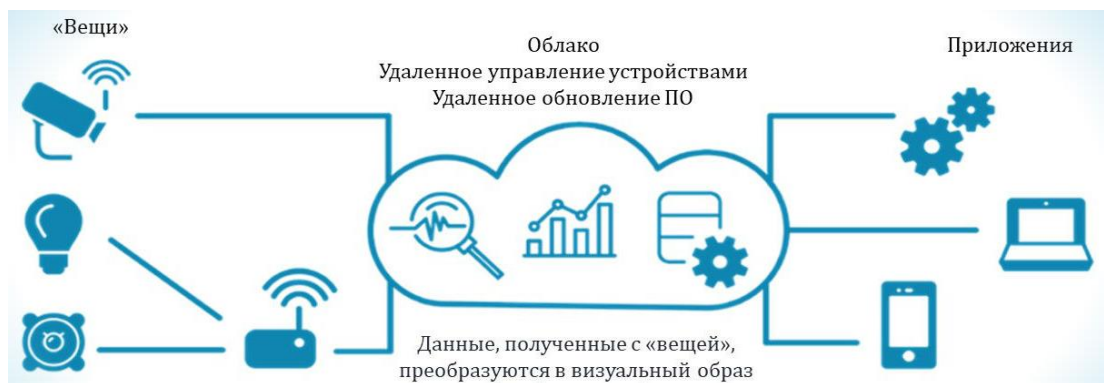 «Вещи»
Облако
Удаленное управление устройствами
Удаленное обновление ПО
Приложения
Данные, полученные с «вещей»,
преобразуются в визуальный образ